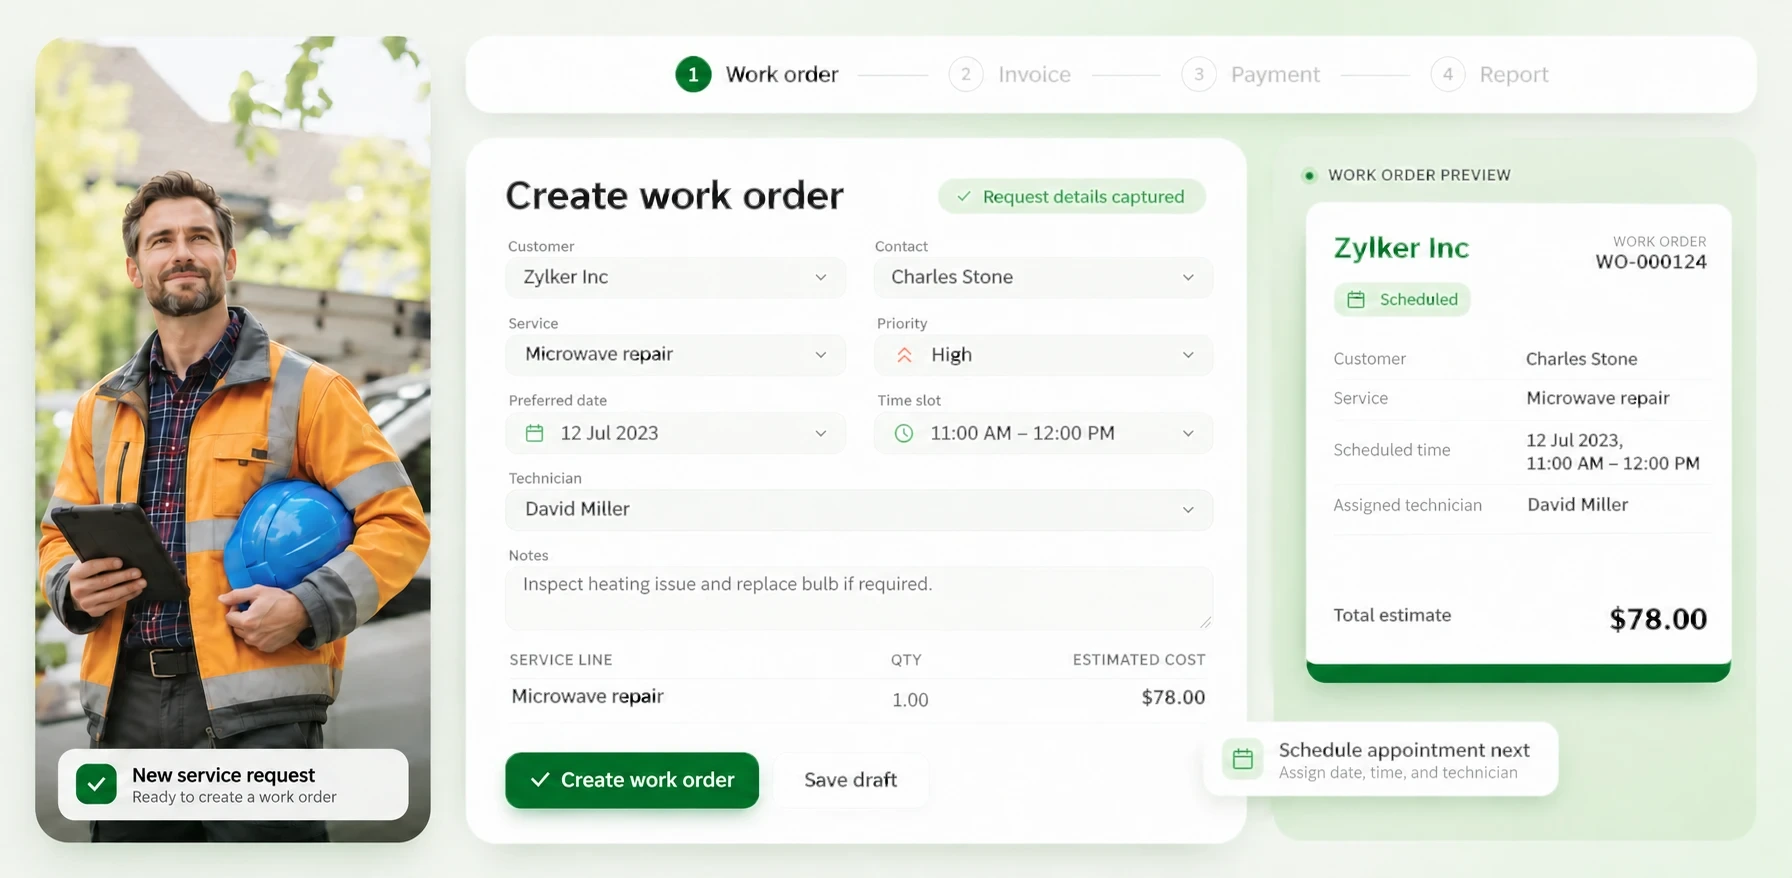 1 Work order
2 Invoice
3 Payment
4 Report
Create work order
Request details captured
Customer
Zylker Inc
Contact
Charles Stone
Service
Microwave repair
Priority
High
Preferred date
12 Jul 2023
Time slot
11:00 AM – 12:00 PM
Technician
David Miller
Notes
Inspect heating issue and replace bulb if required.
SERVICE LINE QTY ESTIMATED COST
Microwave repair 1.00 $78.00
Create work order
Save draft
WORK ORDER PREVIEW
Zylker Inc
WORK ORDER
WO-000124
Scheduled
Customer Charles Stone
Service Microwave repair
Scheduled time 12 Jul 2023,
11:00 AM – 12:00 PM
Assigned technician David Miller
Total estimate $78.00
Schedule appointment next
Assign date, time, and technician
New service request
Ready to create a work order